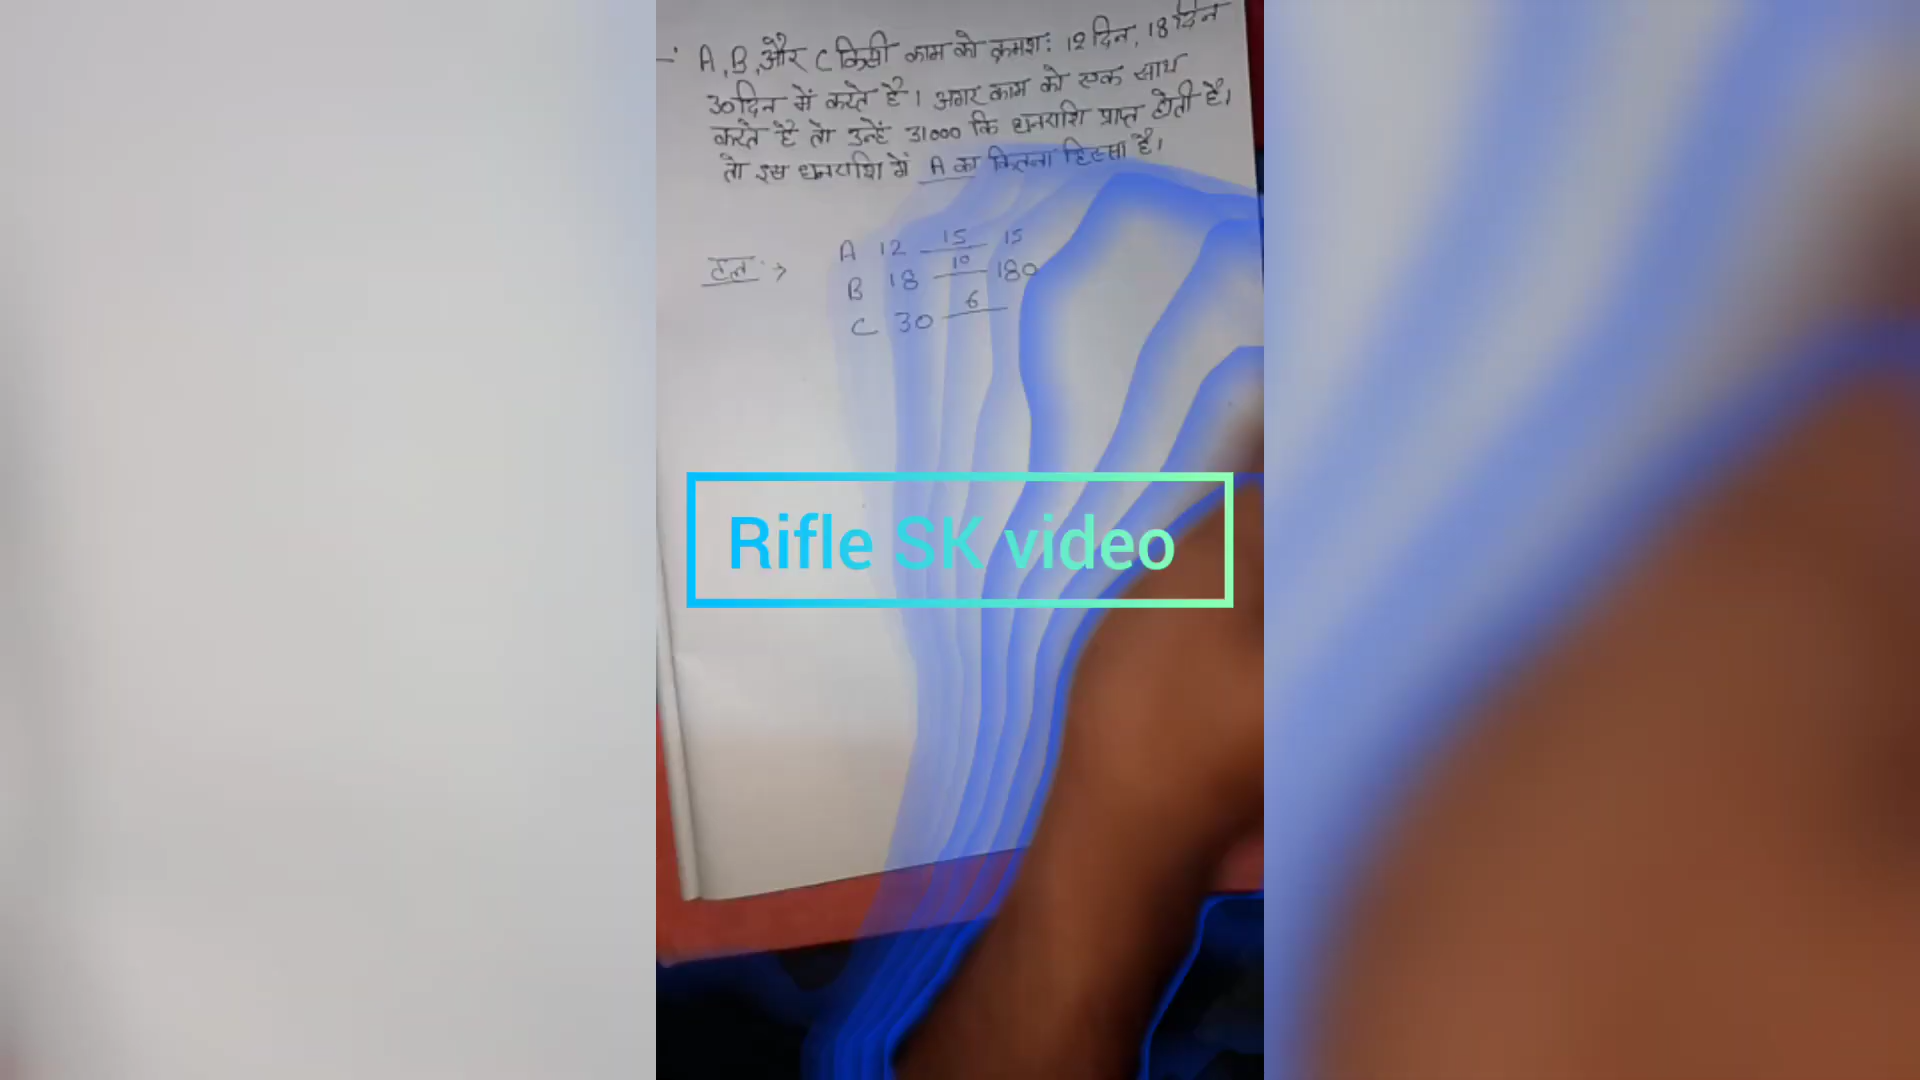 A, B, और C किसी काम को क्रमश: 12 दिन, 18 दिन
30 दिन में करते है। अगर काम को एक साथ
करते है तो उन्हें 31000 कि धनराशि प्राप्त होती है।
तो इस धनराशि में A का कितना हिस्सा है।
हल :→
A 12 15 15
B 18 10 180
C 30 6
Rifle SK video